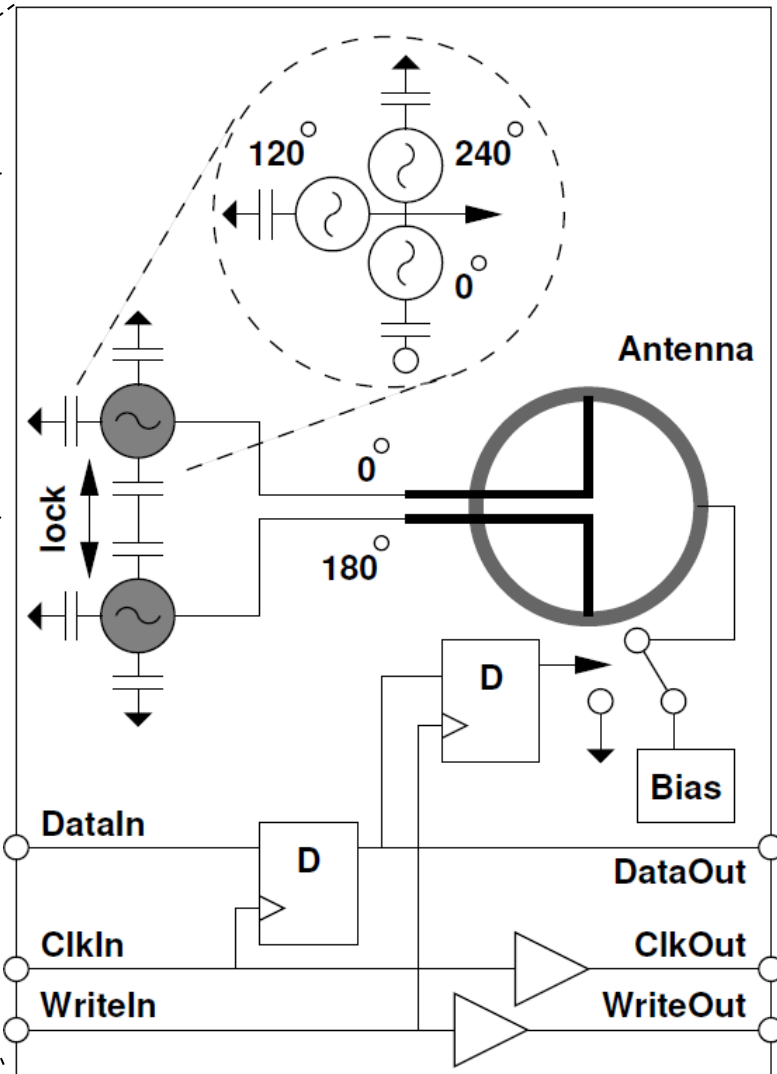 120°
240°
0°
Antenna
0°
lock
180°
D
Bias
DataIn
D
DataOut
ClkIn
ClkOut
WriteIn
WriteOut